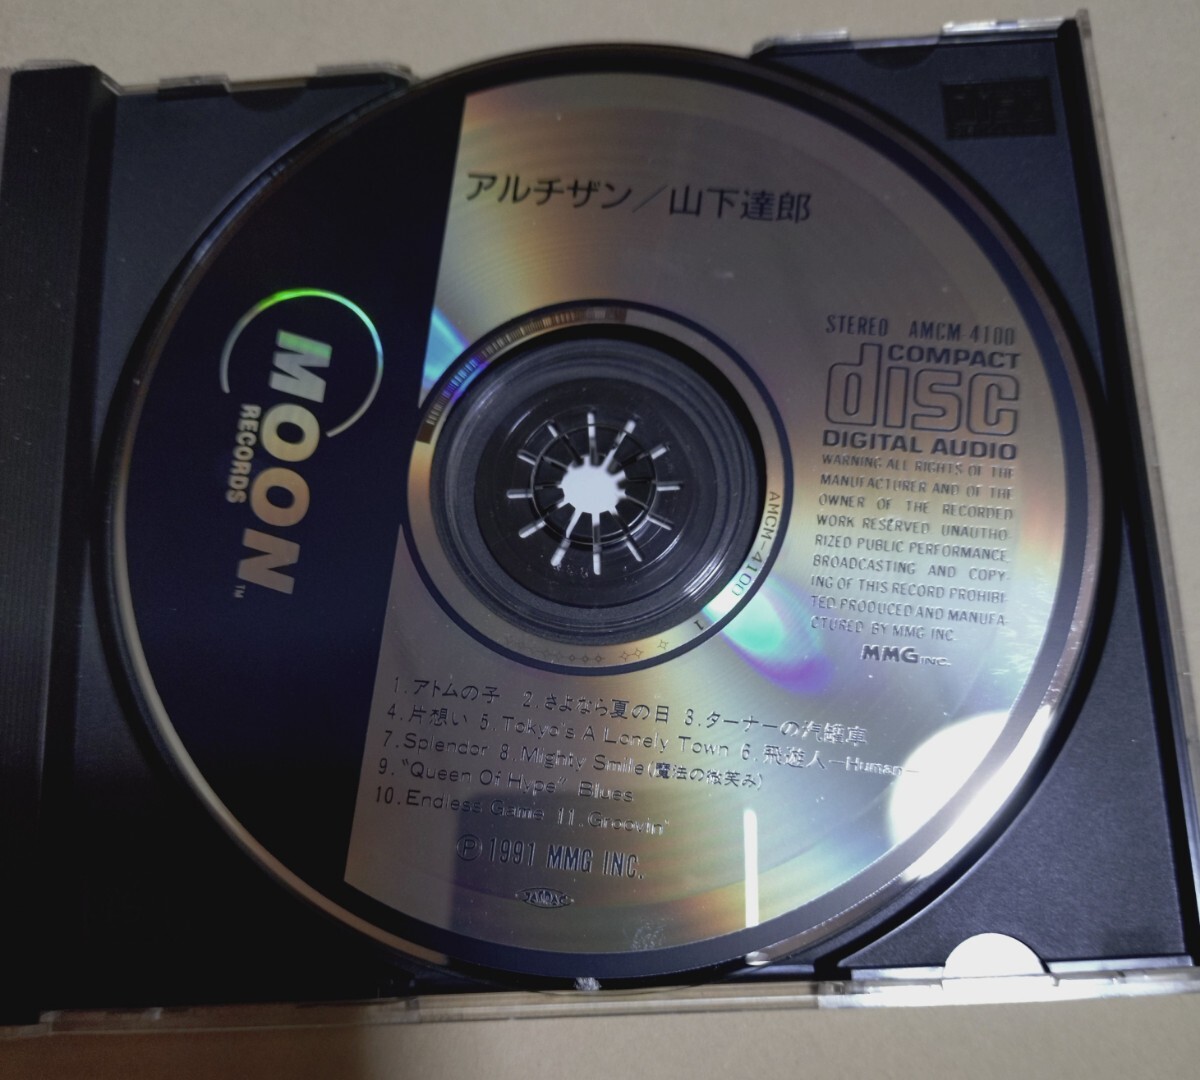 アルチザン／山下達郎
MOON
RECORDS
TM
STEREO AMCM-4100
COMPACT
disc
DIGITAL AUDIO
WARNING ALL RIGHTS OF THE
MANUFACTURER AND OF THE
OWNER OF THE RECORDED
WORK RESERVED UNAUTHO-
RIZED PUBLIC PERFORMANCE.
BROADCASTING AND COPY-
ING OF THIS RECORD PROHIBI-
TED PRODUCED AND MANUFA-
CTURED BY MMG INC.
MMG INC.
AMCM-4100 1
1.アトムの子 2.さよなら夏の日 3.ターナーの汽罐車
4.片想い 5.Tokyo's A Lonely Town 6.飛遊人－Human－
7.Splendor 8.Mighty Smile(魔法の微笑み)
9."Queen Of Hype" Blues
10.Endless Game 11.Groovin'
Ⓟ 1991 MMG INC.
JASRAC